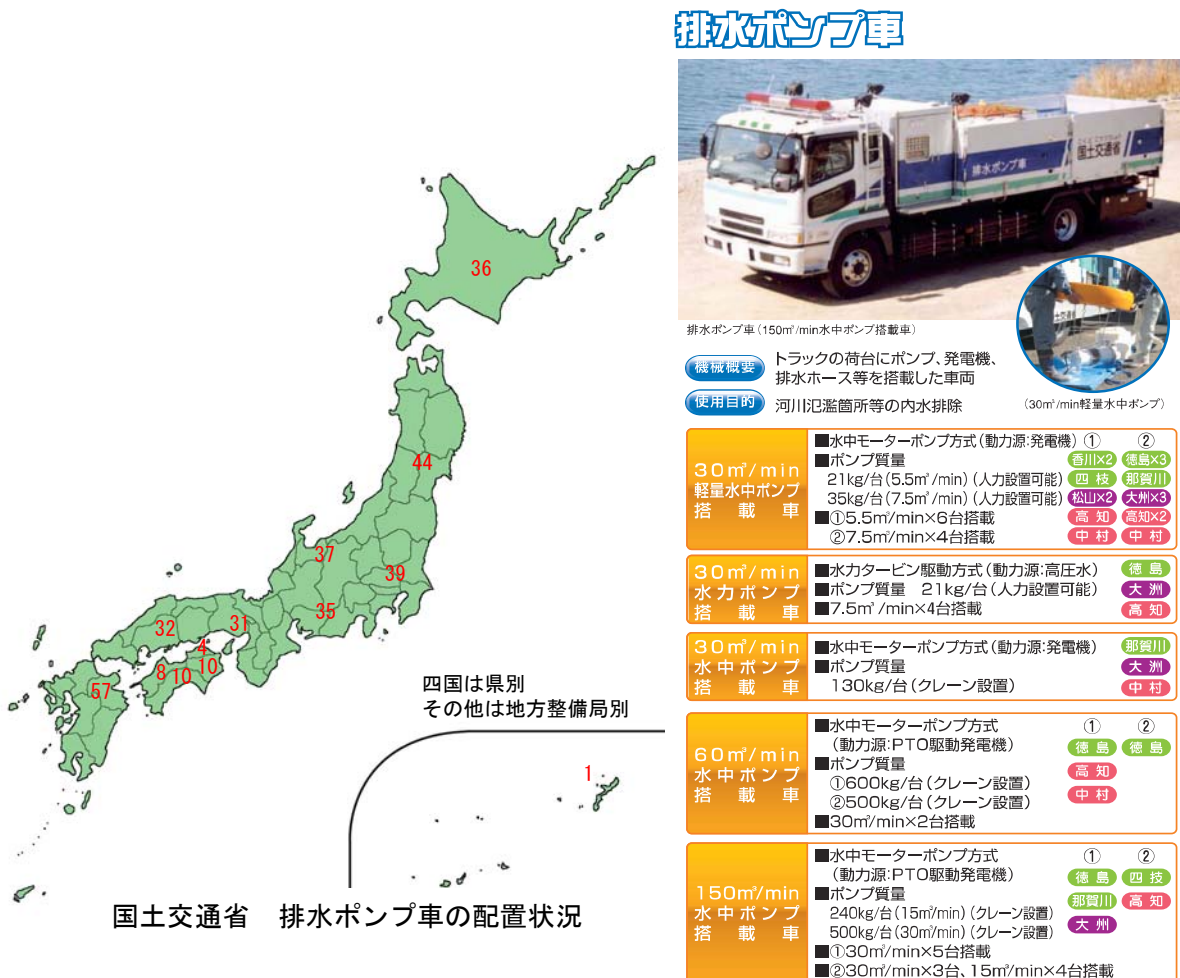 排水ポンプ車
国土交通省
排水ポンプ車
排水ポンプ車(150㎥/min水中ポンプ搭載車)
機械概要
トラックの荷台にポンプ、発電機、
排水ホース等を搭載した車両
使用目的
河川氾濫箇所等の内水排除
(30㎥/min軽量水中ポンプ)
36
44
37
39
35
31
32
4
10
8
10
57
四国は県別
その他は地方整備局別
1
国土交通省 排水ポンプ車の配置状況
30㎥/min
軽量水中ポンプ
搭載車
■水中モーターポンプ方式(動力源:発電機) ① ②
■ポンプ質量 香川×2 徳島×3
21kg/台(5.5㎥/min)(人力設置可能) 四枝 那賀川
35kg/台(7.5㎥/min)(人力設置可能) 松山×2 大州×3
■①5.5㎥/min×6台搭載 高知 高知×2
②7.5㎥/min×4台搭載 中村 中村
30㎥/min
水力ポンプ
搭載車
■水力タービン駆動方式(動力源:高圧水) 徳島
■ポンプ質量 21kg/台(人力設置可能) 大洲
■7.5㎥/min×4台搭載 高知
30㎥/min
水中ポンプ
搭載車
■水中モーターポンプ方式(動力源:発電機) 那賀川
■ポンプ質量 大洲
130kg/台(クレーン設置) 中村
60㎥/min
水中ポンプ
搭載車
■水中モーターポンプ方式 ① ②
(動力源:PTO駆動発電機) 徳島 徳島
■ポンプ質量 高知
①600kg/台(クレーン設置) 中村
②500kg/台(クレーン設置)
■30㎥/min×2台搭載
150㎥/min
水中ポンプ
搭載車
■水中モーターポンプ方式 ① ②
(動力源:PTO駆動発電機) 徳島 四技
■ポンプ質量 那賀川 高知
240kg/台(15㎥/min)(クレーン設置) 大州
500kg/台(30㎥/min)(クレーン設置)
■①30㎥/min×5台搭載
■②30㎥/min×3台、15㎥/min×4台搭載